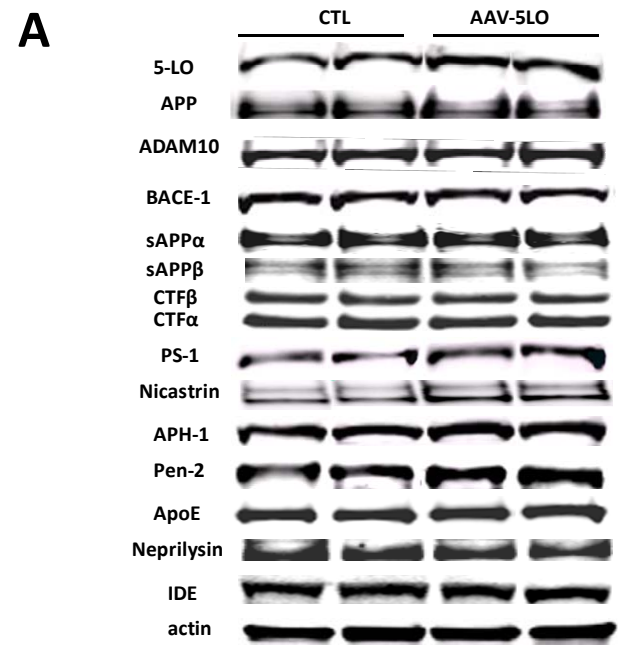 A
CTL AAV-5LO
5-LO
APP
ADAM10
BACE-1
sAPPα
sAPPβ
CTFβ
CTFα
PS-1
Nicastrin
APH-1
Pen-2
ApoE
Neprilysin
IDE
actin